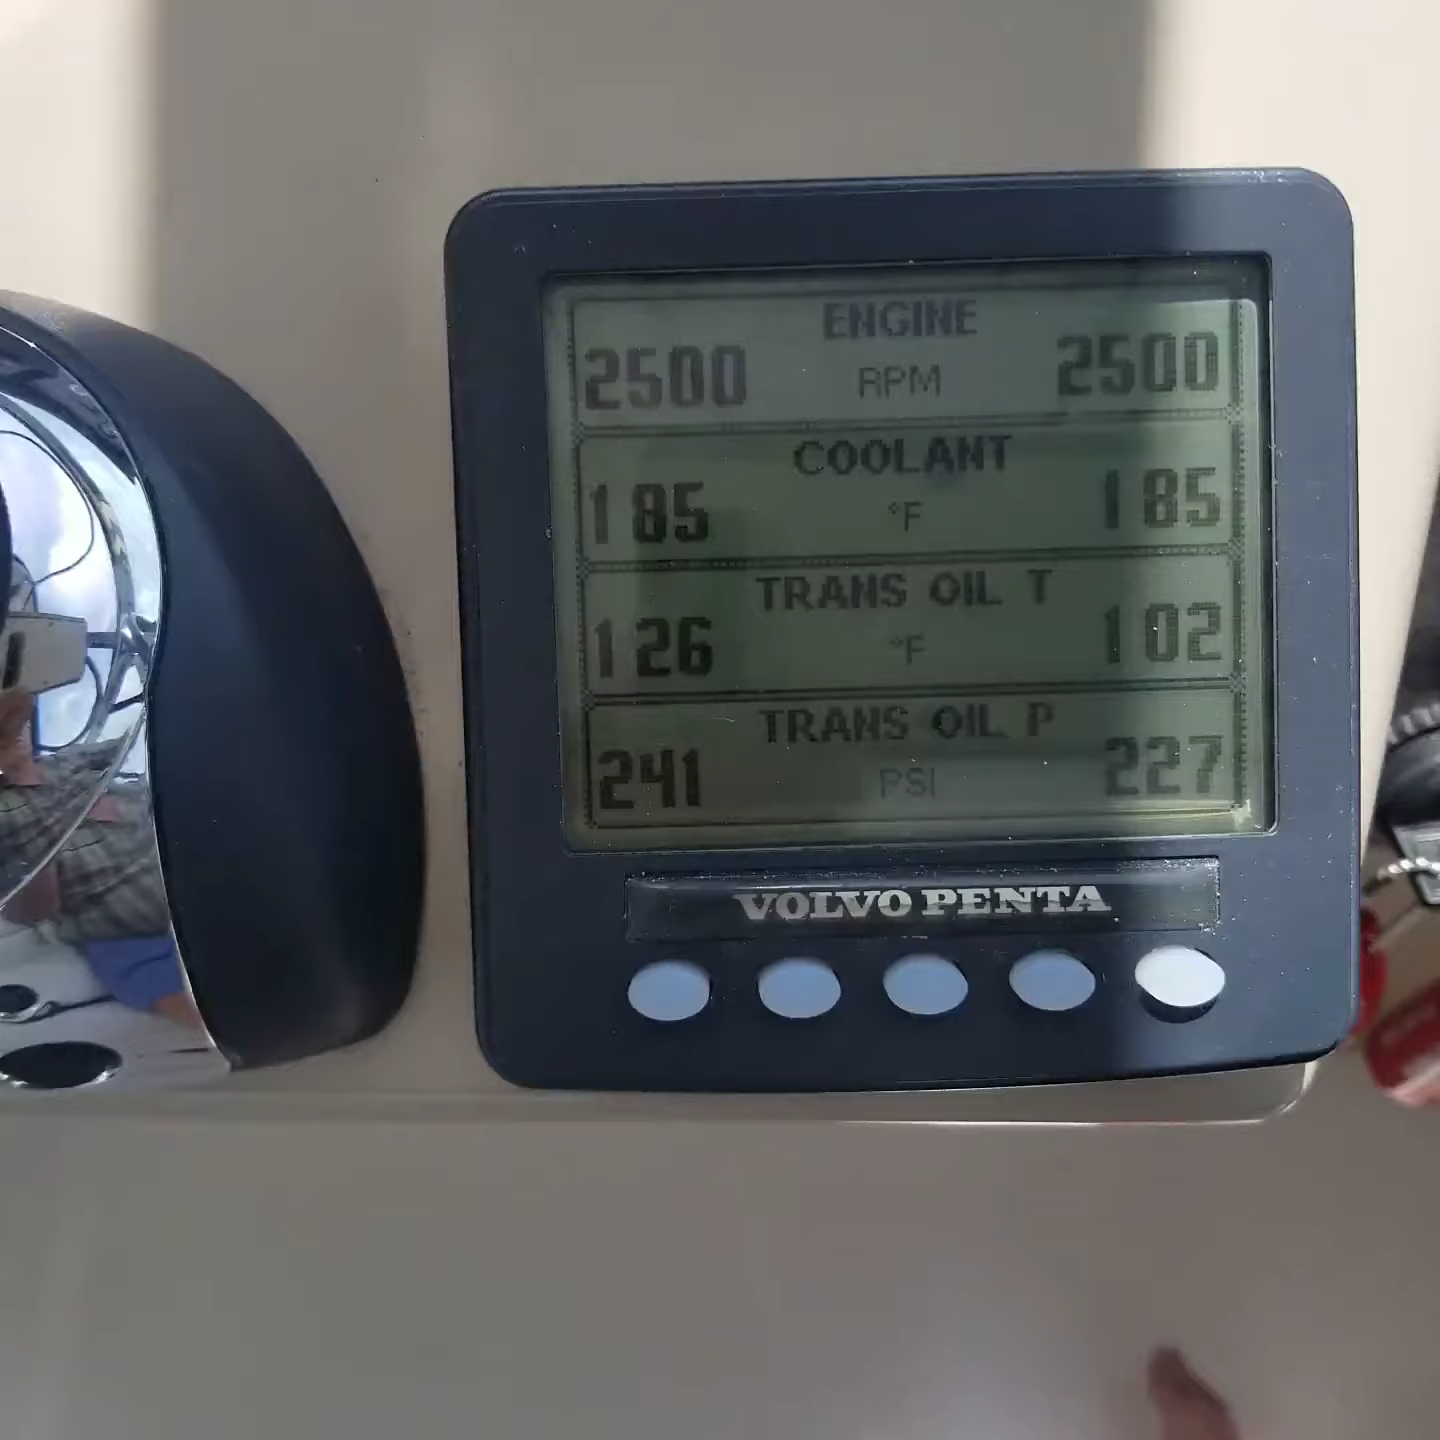 ENGINE
2500 RPM 2500
COOLANT
185 °F 185
TRANS OIL T
126 °F 102
TRANS OIL P
241 PSI 227
VOLVO PENTA